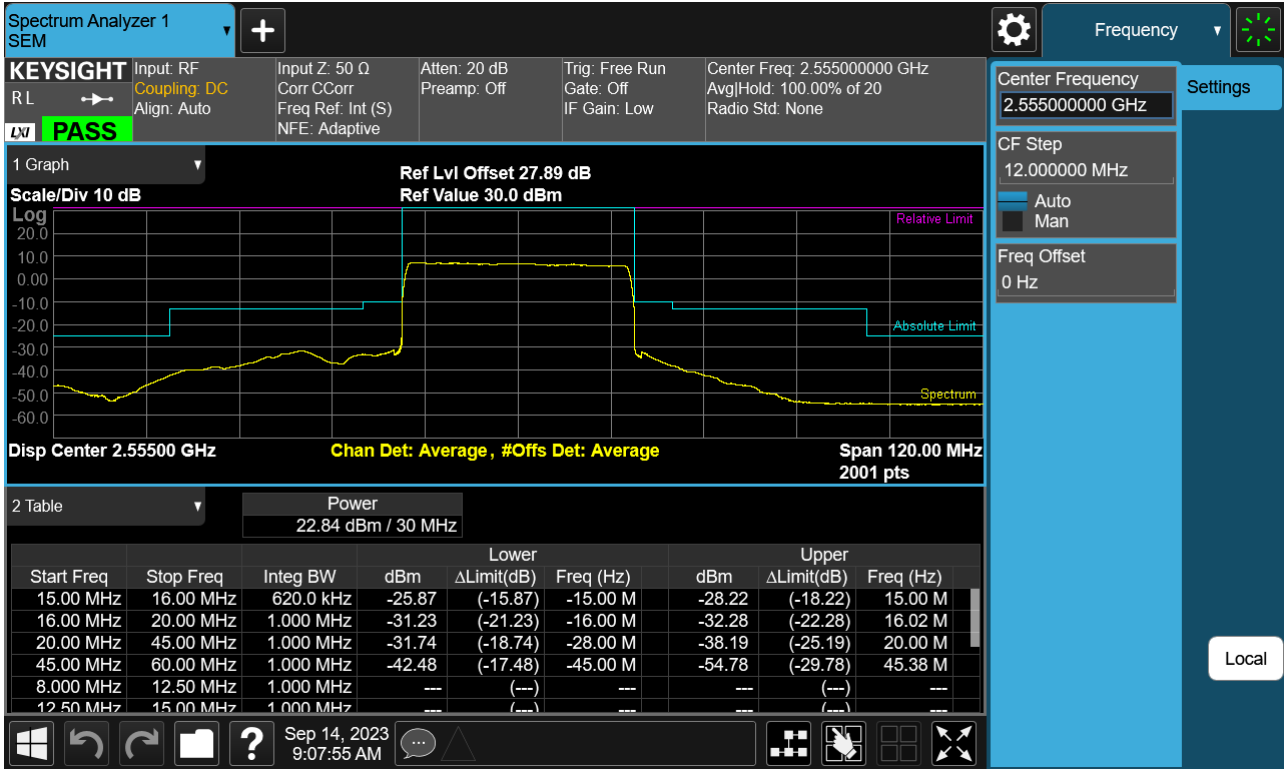 Spectrum Analyzer 1
SEM
Frequency
KEYSIGHT
R L
LXI
PASS
Input: RF
Coupling: DC
Align: Auto
Input Z: 50 Ω
Corr CCorr
Freq Ref: Int (S)
NFE: Adaptive
Atten: 20 dB
Preamp: Off
Trig: Free Run
Gate: Off
IF Gain: Low
Center Freq: 2.555000000 GHz
Avg|Hold: 100.00% of 20
Radio Std: None
Center Frequency
2.555000000 GHz
Settings
CF Step
12.000000 MHz
Auto
Man
Freq Offset
0 Hz
1 Graph
Ref Lvl Offset 27.89 dB
Scale/Div 10 dB
Ref Value 30.0 dBm
Log
20.0
10.0
0.00
-10.0
-20.0
-30.0
-40.0
-50.0
-60.0
Relative Limit
Absolute Limit
Spectrum
Disp Center 2.55500 GHz
Chan Det: Average , #Offs Det: Average
Span 120.00 MHz
2001 pts
2 Table
Power
22.84 dBm / 30 MHz
Lower Upper
Start Freq Stop Freq Integ BW dBm ΔLimit(dB) Freq (Hz) dBm ΔLimit(dB) Freq (Hz)
15.00 MHz 16.00 MHz 620.0 kHz -25.87 (-15.87) -15.00 M -28.22 (-18.22) 15.00 M
16.00 MHz 20.00 MHz 1.000 MHz -31.23 (-21.23) -16.00 M -32.28 (-22.28) 16.02 M
20.00 MHz 45.00 MHz 1.000 MHz -31.74 (-18.74) -28.00 M -38.19 (-25.19) 20.00 M
45.00 MHz 60.00 MHz 1.000 MHz -42.48 (-17.48) -45.00 M -54.78 (-29.78) 45.38 M
8.000 MHz 12.50 MHz 1.000 MHz --- (---) --- --- (---) ---
12.50 MHz 15.00 MHz 1.000 MHz --- (---) --- --- (---) ---
Local
Sep 14, 2023
9:07:55 AM